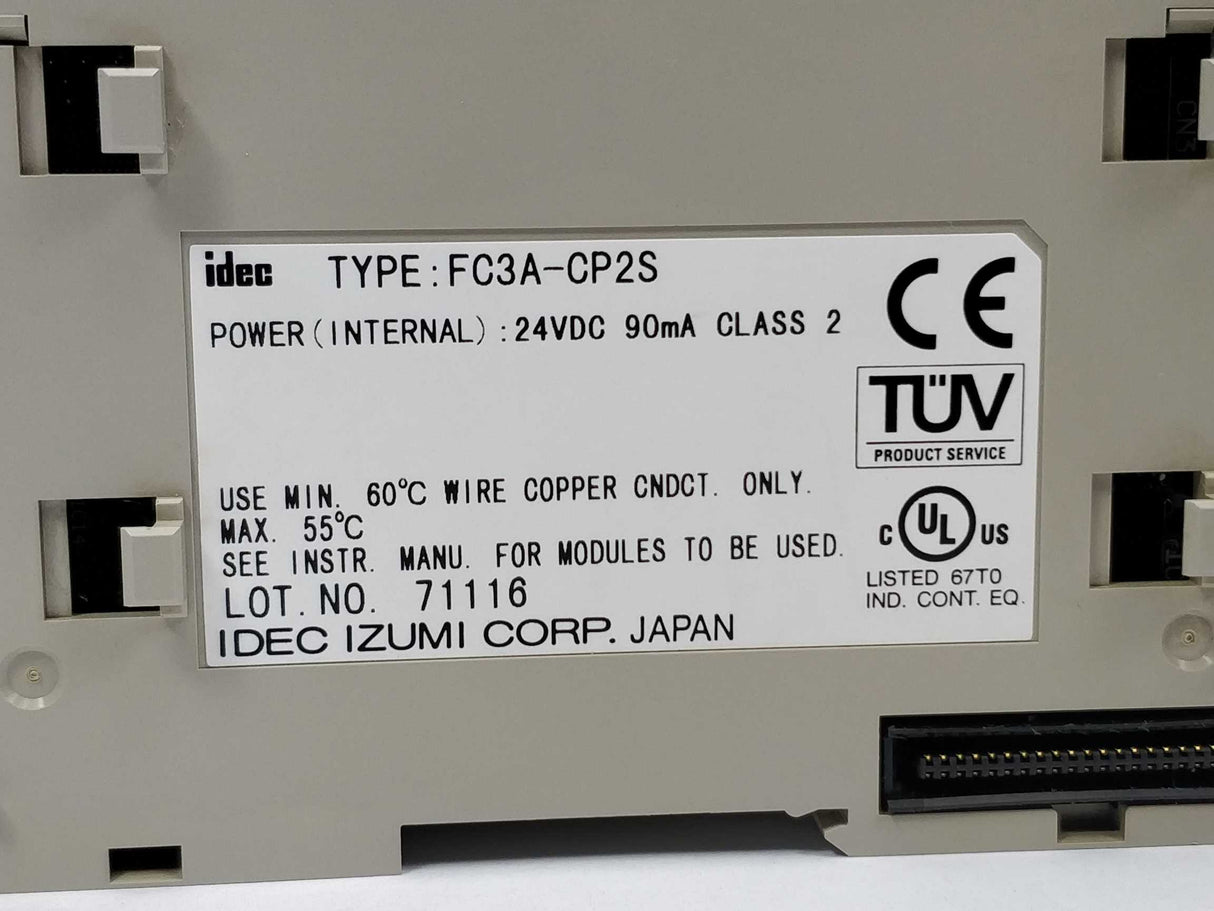 idec TYPE:FC3A-CP2S
POWER(INTERNAL):24VDC 90mA CLASS 2
CE
TÜV
PRODUCT SERVICE
USE MIN. 60°C WIRE COPPER CNDCT. ONLY.
MAX. 55°C
SEE INSTR. MANU. FOR MODULES TO BE USED.
LOT.NO. 71116
IDEC IZUMI CORP. JAPAN
C UL US
LISTED 67T0
IND. CONT. EQ.
CN3